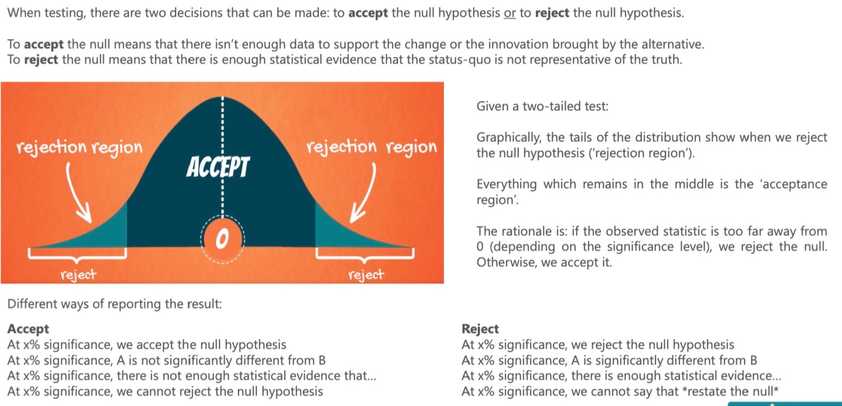 When testing, there are two decisions that can be made: to accept the null hypothesis or to reject the null hypothesis.
To accept the null means that there isn't enough data to support the change or the innovation brought by the alternative.
To reject the null means that there is enough statistical evidence that the status-quo is not representative of the truth.
rejection region
ACCEPT
rejection region
0
reject
reject
Given a two-tailed test:
Graphically, the tails of the distribution show when we reject
the null hypothesis ('rejection region').
Everything which remains in the middle is the 'acceptance
region'.
The rationale is: if the observed statistic is too far away from
0 (depending on the significance level), we reject the null.
Otherwise, we accept it.
Different ways of reporting the result:
Accept
At x% significance, we accept the null hypothesis
At x% significance, A is not significantly different from B
At x% significance, there is not enough statistical evidence that...
At x% significance, we cannot reject the null hypothesis
Reject
At x% significance, we reject the null hypothesis
At x% significance, A is significantly different from B
At x% significance, there is enough statistical evidence...
At x% significance, we cannot say that *restate the null*